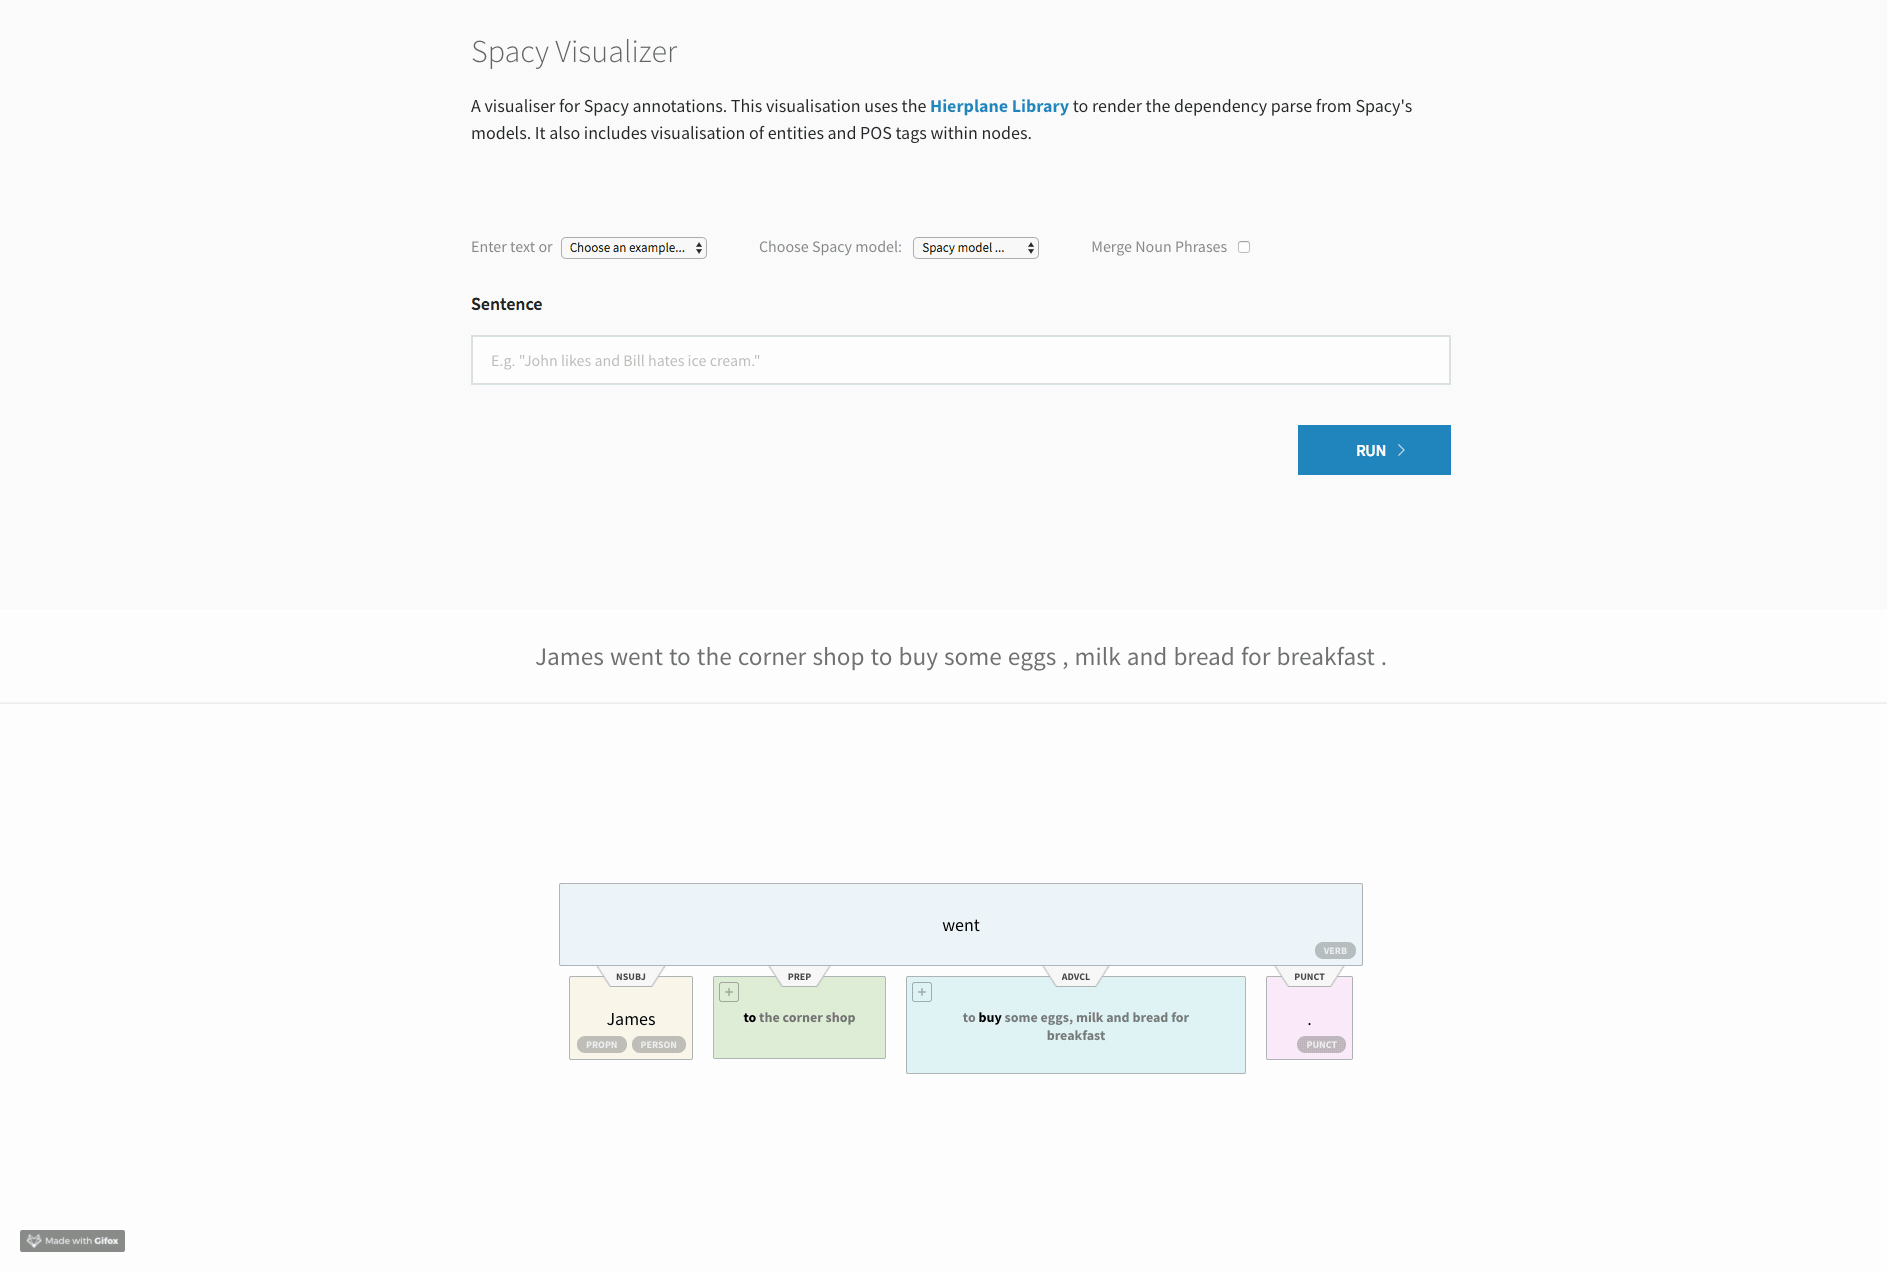 Spacy Visualizer
A visualiser for Spacy annotations. This visualisation uses the Hierplane Library to render the dependency parse from Spacy's
models. It also includes visualisation of entities and POS tags within nodes.
Enter text or Choose an example... Choose Spacy model: Spacy model ... Merge Noun Phrases
Sentence
E.g. "John likes and Bill hates ice cream."
RUN
James went to the corner shop to buy some eggs , milk and bread for breakfast .
went
VERB
NSUBJ PREP ADVCL PUNCT
James to the corner shop to buy some eggs, milk and bread for .
breakfast
PROPN PERSON PUNCT
Made with Gifox